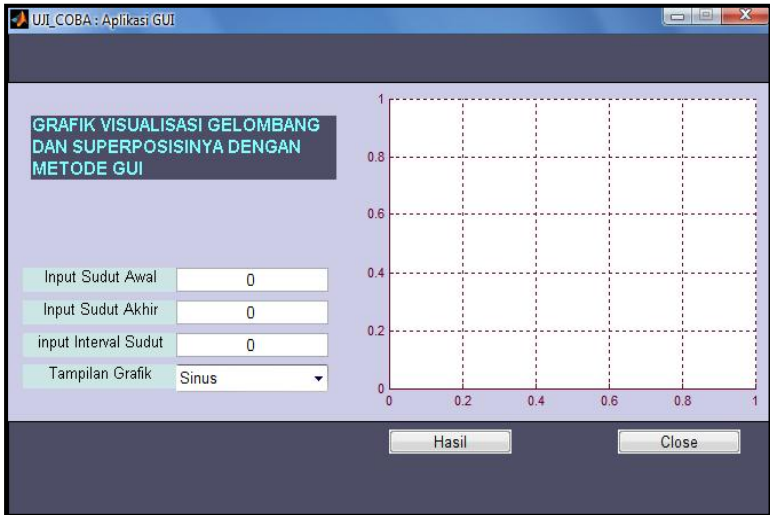 UJI_COBA : Aplikasi GUI
GRAFIK VISUALISASI GELOMBANG
DAN SUPERPOSISINYA DENGAN
METODE GUI
Input Sudut Awal 0
Input Sudut Akhir 0
input Interval Sudut 0
Tampilan Grafik Sinus
1
0.8
0.6
0.4
0.2
0
0 0.2 0.4 0.6 0.8 1
Hasil Close